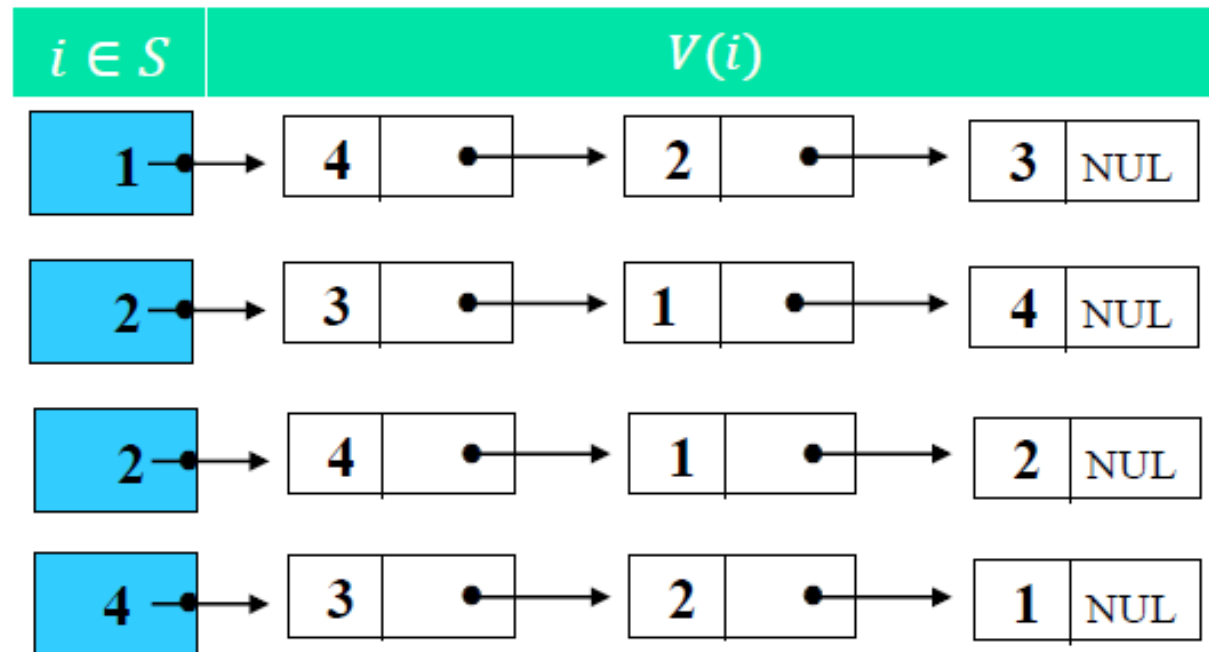 i ∈ S V(i)
1 4 2 3 NUL
2 3 1 4 NUL
2 4 1 2 NUL
4 3 2 1 NUL